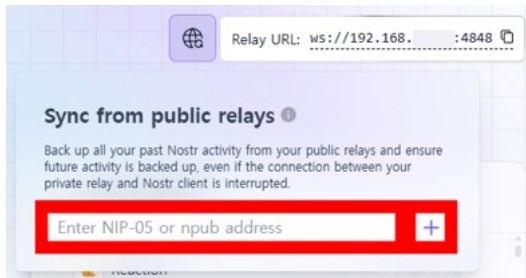 Relay URL: ws://192.168. :4848
Sync from public relays
Back up all your past Nostr activity from your public relays and ensure
future activity is backed up, even if the connection between your
private relay and Nostr client is interrupted.
Enter NIP-05 or npub address
+
Reaction